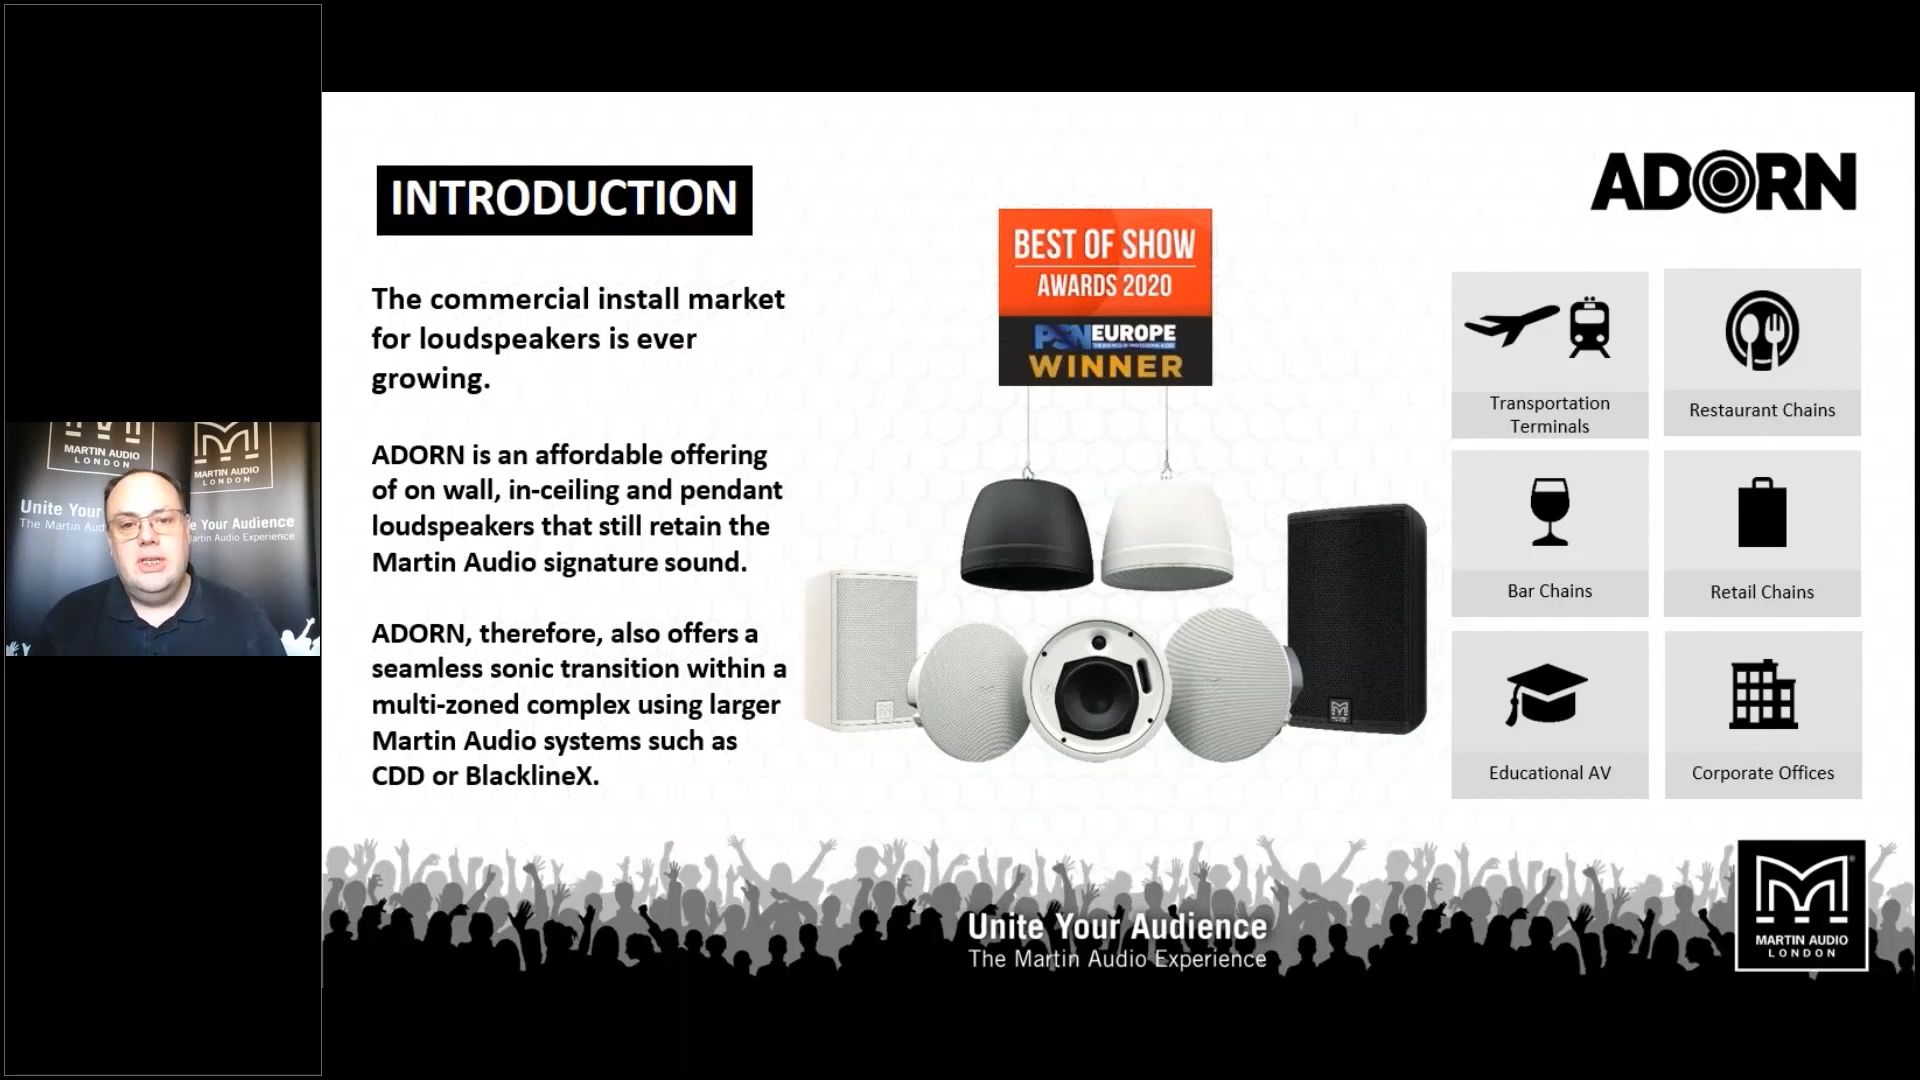 MARTIN AUDIO
LONDON
MARTIN AUDIO
LONDON
Unite Your
The Martin Aud
e Your Audience
artin Audio Experience
INTRODUCTION
The commercial install market
for loudspeakers is ever
growing.
ADORN is an affordable offering
of on wall, in-ceiling and pendant
loudspeakers that still retain the
Martin Audio signature sound.
ADORN, therefore, also offers a
seamless sonic transition within a
multi-zoned complex using larger
Martin Audio systems such as
CDD or BlacklineX.
BEST OF SHOW
AWARDS 2020
PSNEUROPE
WINNER
ADORN
Transportation
Terminals
Restaurant Chains
Bar Chains
Retail Chains
Educational AV
Corporate Offices
Unite Your Audience
The Martin Audio Experience
MARTIN AUDIO
LONDON